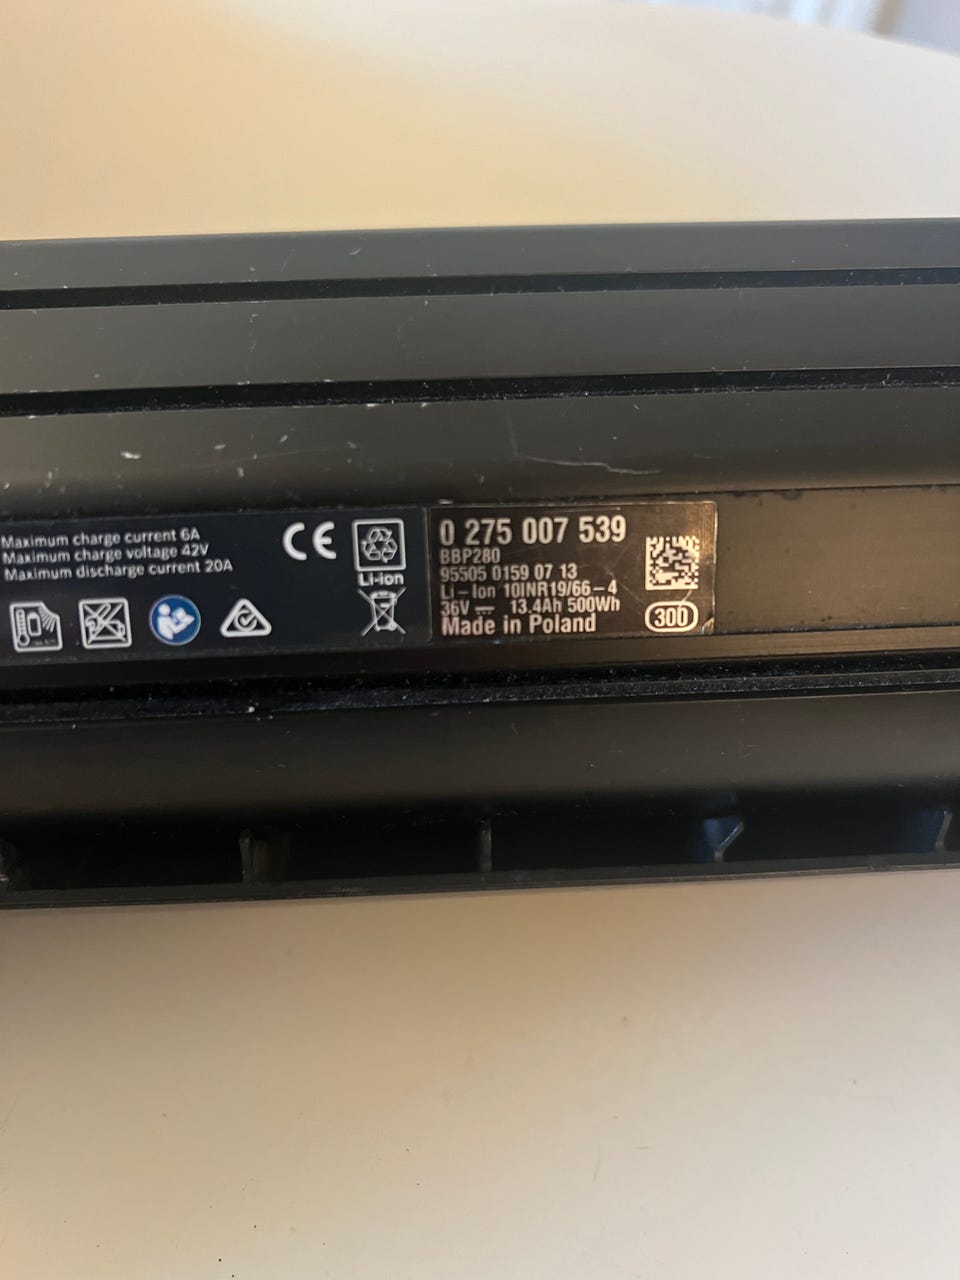 Maximum charge current 6A
Maximum charge voltage 42V
Maximum discharge current 20A
CE
Li-ion
0 275 007 539
BBP280
95505 0159 07 13
Li-Ion 10INR19/66-4
36V 13.4Ah 500Wh
Made in Poland
300